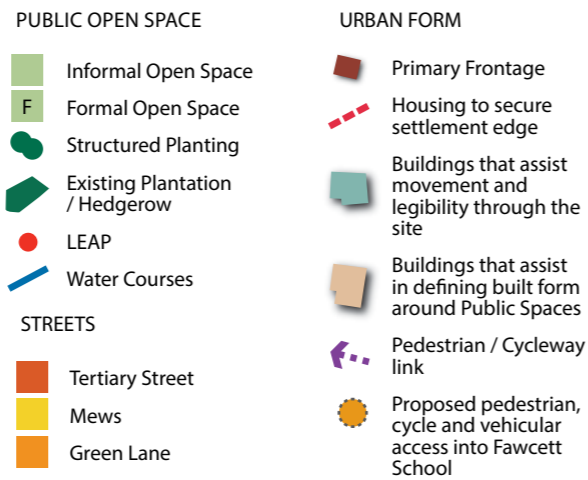 PUBLIC OPEN SPACE
Informal Open Space
F
Formal Open Space
Structured Planting
Existing Plantation
/ Hedgerow
LEAP
Water Courses
STREETS
Tertiary Street
Mews
Green Lane
URBAN FORM
Primary Frontage
Housing to secure
settlement edge
Buildings that assist
movement and
legibility through the
site
Buildings that assist
in defining built form
around Public Spaces
Pedestrian / Cycleway
link
Proposed pedestrian,
cycle and vehicular
access into Fawcett
School